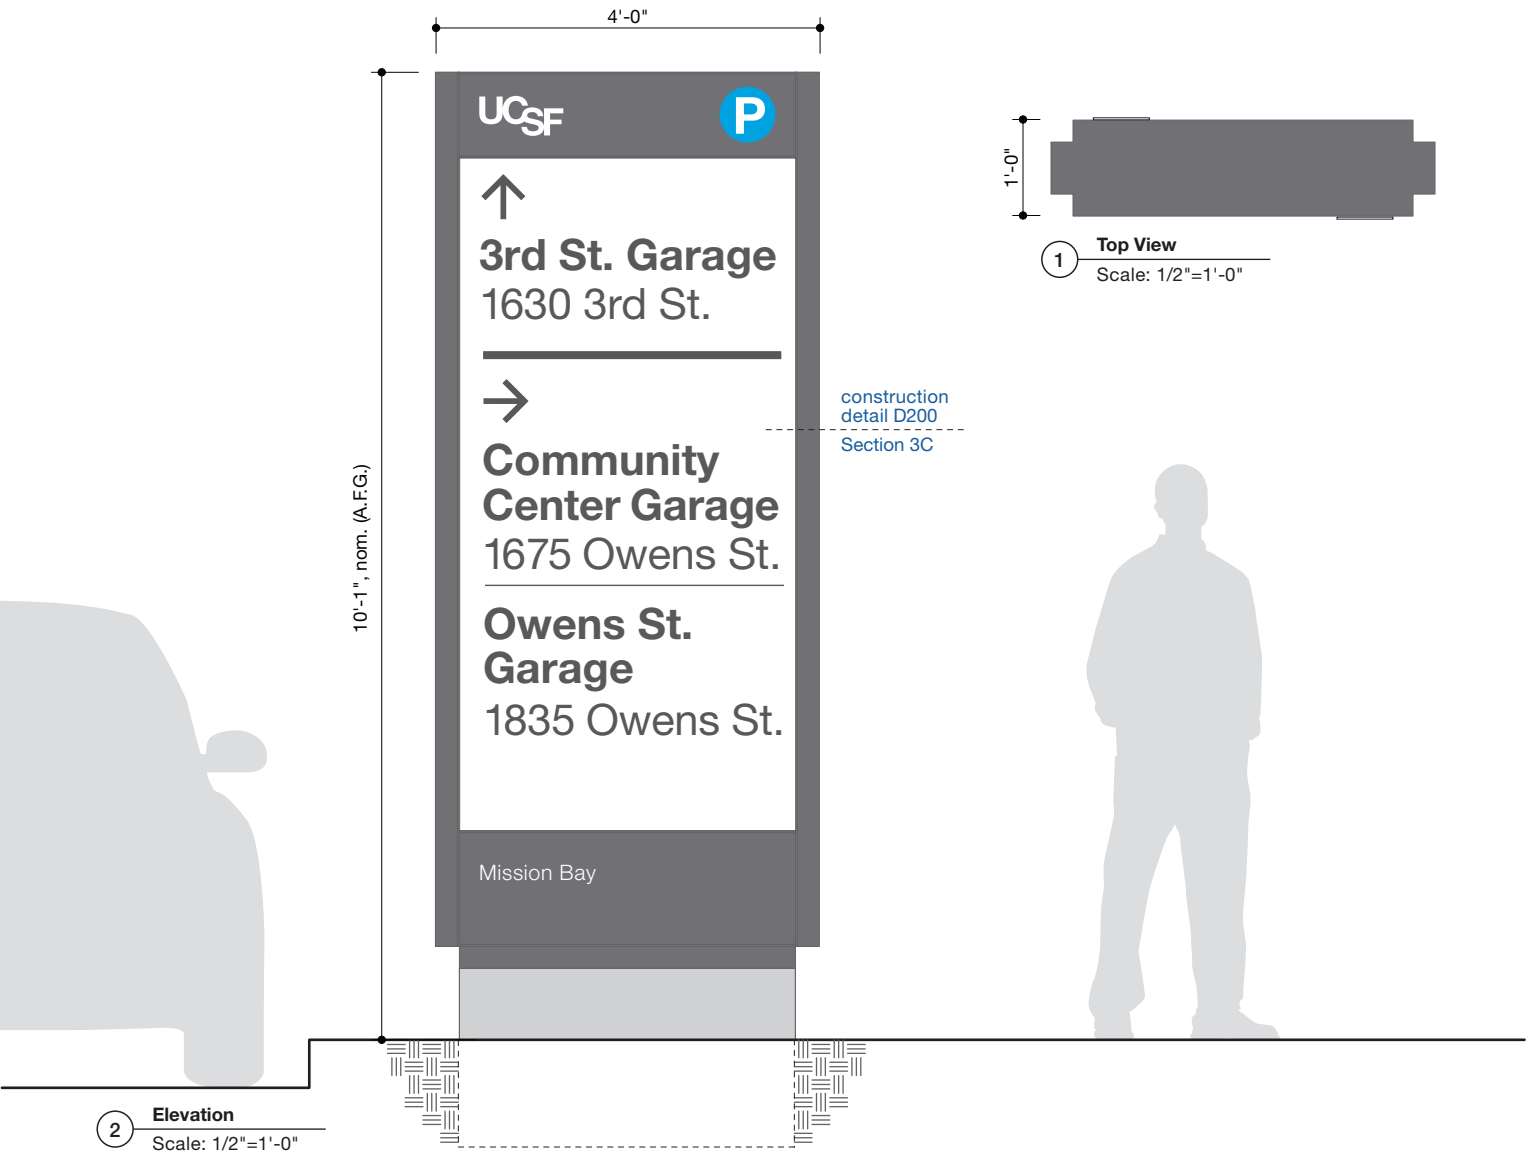 4'-0"
UCSF
P
3rd St. Garage
1630 3rd St.
Community
Center Garage
1675 Owens St.
Owens St.
Garage
1835 Owens St.
Mission Bay
10'-1", nom. (A.F.G.)
construction
detail D200
Section 3C
1'-0"
1
Top View
Scale: 1/2"=1'-0"
2
Elevation
Scale: 1/2"=1'-0"